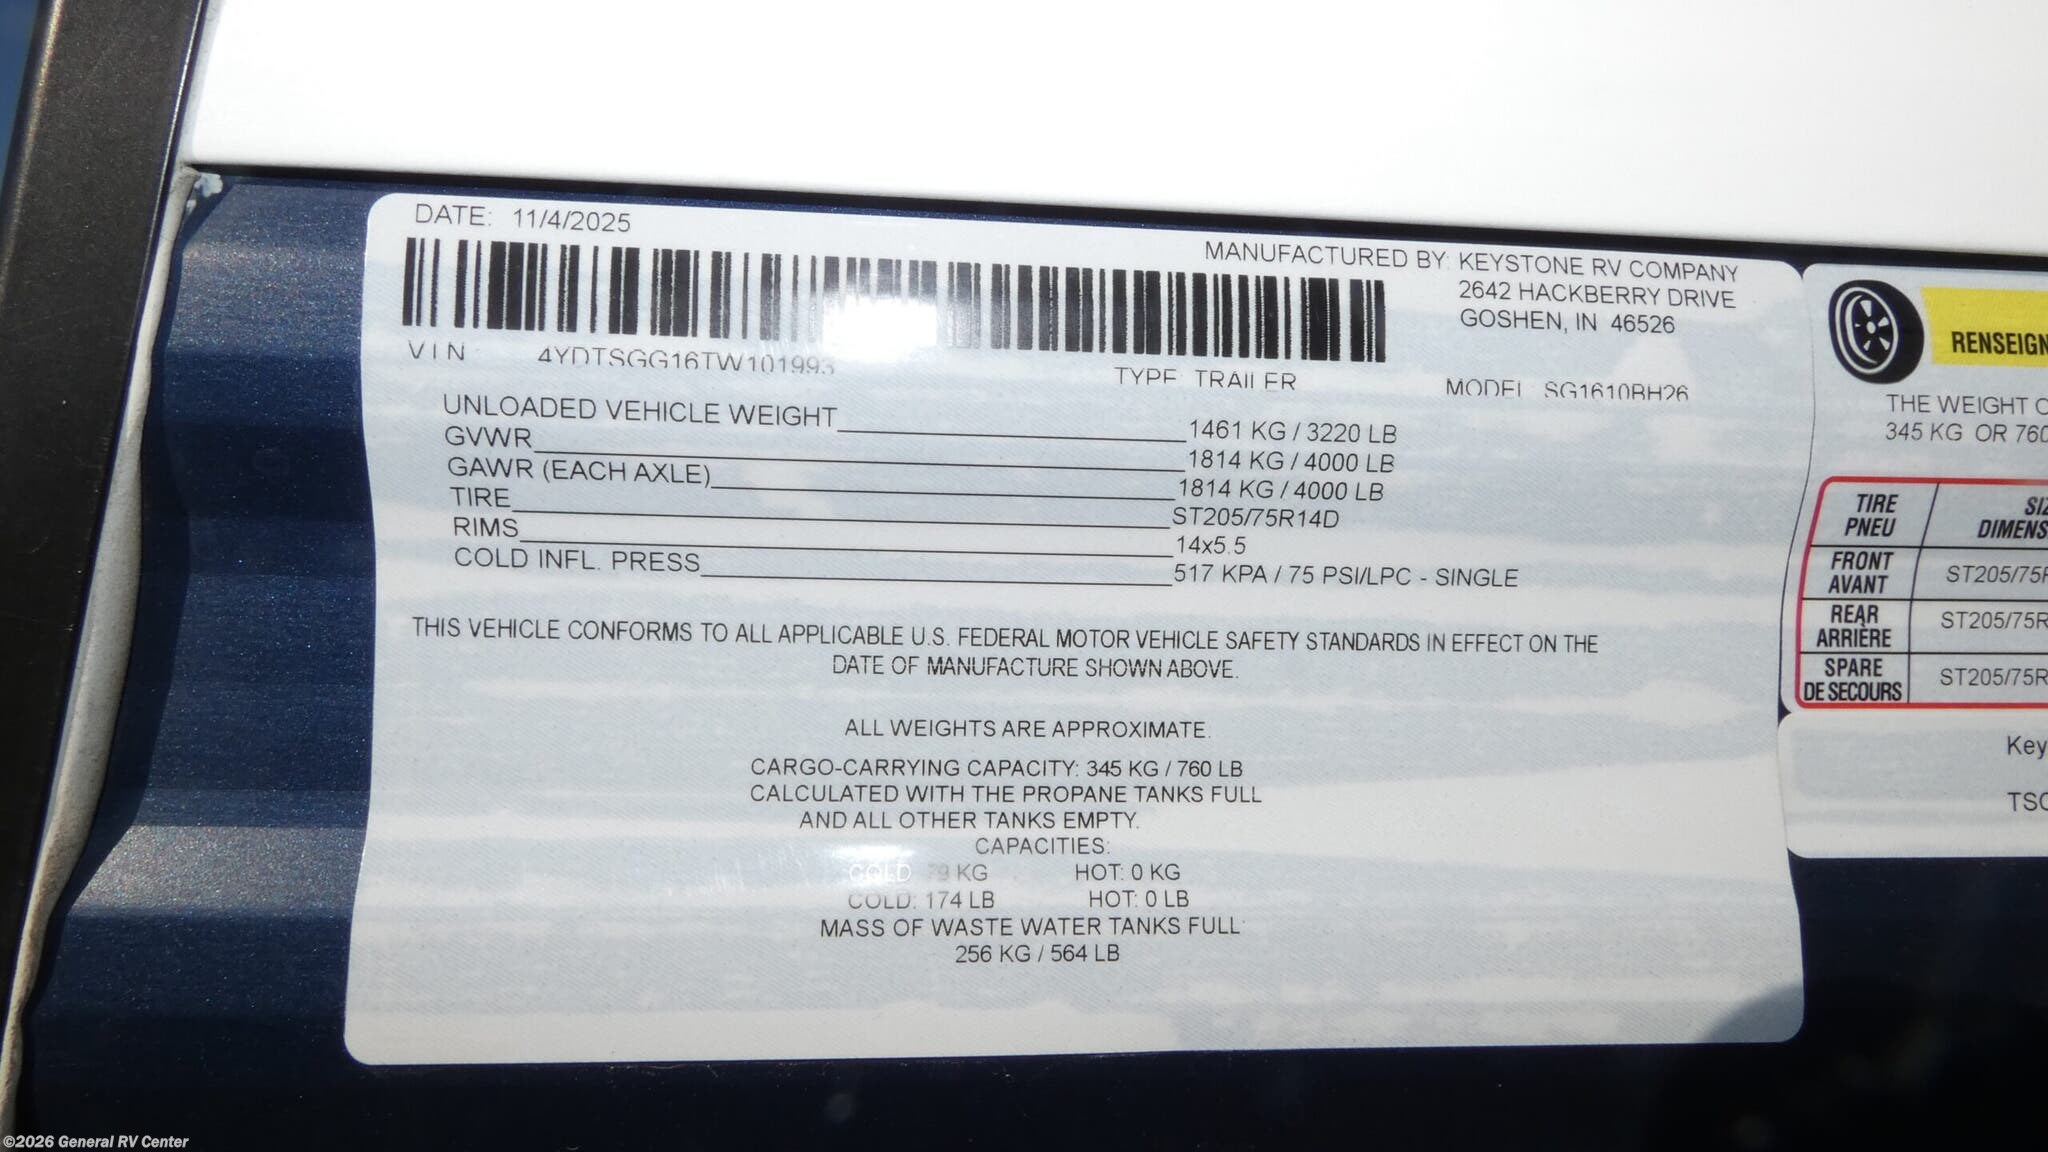 DATE: 11/4/2025
MANUFACTURED BY: KEYSTONE RV COMPANY
2642 HACKBERRY DRIVE
GOSHEN, IN 46526
VIN 4YDTSGG16TW101993
TYPE TRAILER
MODEL SG1610BH26
UNLOADED VEHICLE WEIGHT 1461 KG / 3220 LB
GVWR 1814 KG / 4000 LB
GAWR (EACH AXLE) 1814 KG / 4000 LB
TIRE ST205/75R14D
RIMS 14x5.5
COLD INFL. PRESS 517 KPA / 75 PSI/LPC - SINGLE
THIS VEHICLE CONFORMS TO ALL APPLICABLE U.S. FEDERAL MOTOR VEHICLE SAFETY STANDARDS IN EFFECT ON THE
DATE OF MANUFACTURE SHOWN ABOVE.
ALL WEIGHTS ARE APPROXIMATE.
CARGO-CARRYING CAPACITY: 345 KG / 760 LB
CALCULATED WITH THE PROPANE TANKS FULL
AND ALL OTHER TANKS EMPTY.
CAPACITIES:
COLD 79 KG HOT: 0 KG
COLD: 174 LB HOT: 0 LB
MASS OF WASTE WATER TANKS FULL
256 KG / 564 LB
RENSEIGN
THE WEIGHT O
345 KG OR 760
TIRE SIZ
PNEU DIMENS
FRONT
AVANT ST205/75R
REAR
ARRIÈRE ST205/75R
SPARE
DE SECOURS ST205/75R
Key
TSC
©2026 General RV Center